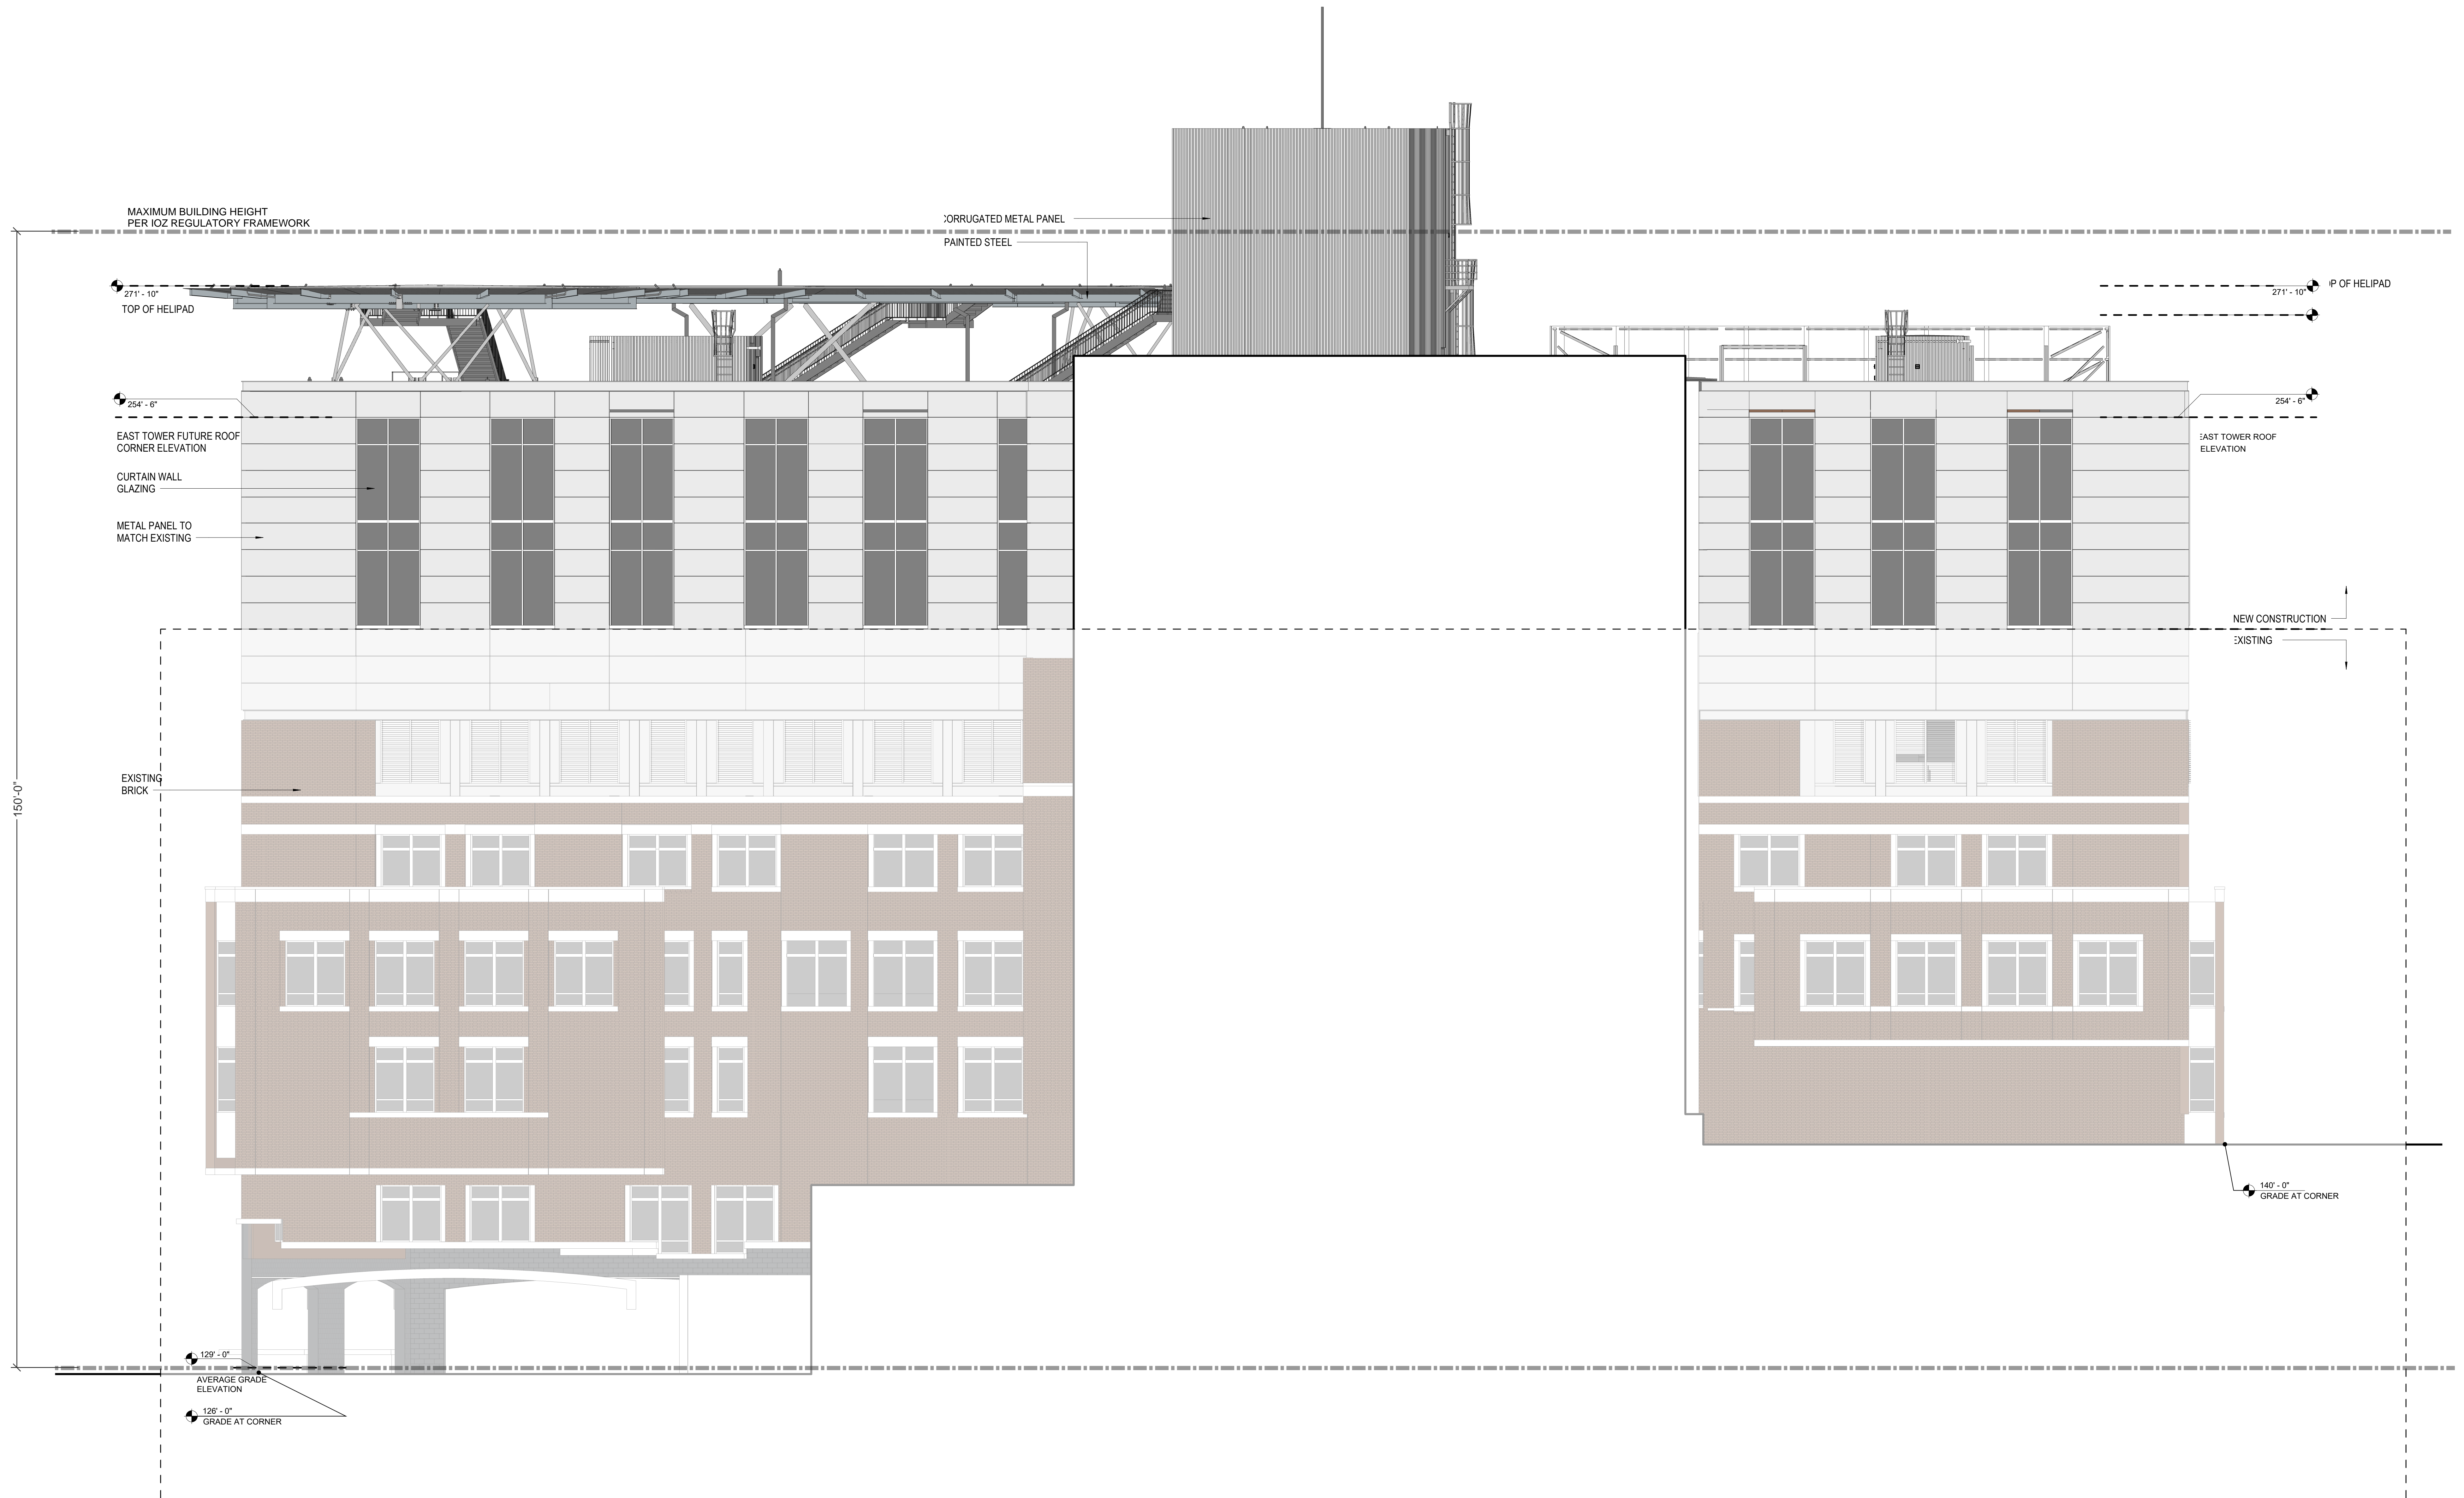 MAXIMUM BUILDING HEIGHT
PER IOZ REGULATORY FRAMEWORK
CORRUGATED METAL PANEL
PAINTED STEEL
271' - 10"
TOP OF HELIPAD
271' - 10"
OP OF HELIPAD
254' - 6"
EAST TOWER FUTURE ROOF
CORNER ELEVATION
254' - 6"
EAST TOWER ROOF
ELEVATION
CURTAIN WALL
GLAZING
METAL PANEL TO
MATCH EXISTING
NEW CONSTRUCTION
EXISTING
EXISTING
BRICK
150'-0"
140' - 0"
GRADE AT CORNER
129' - 0"
AVERAGE GRADE
ELEVATION
126' - 0"
GRADE AT CORNER